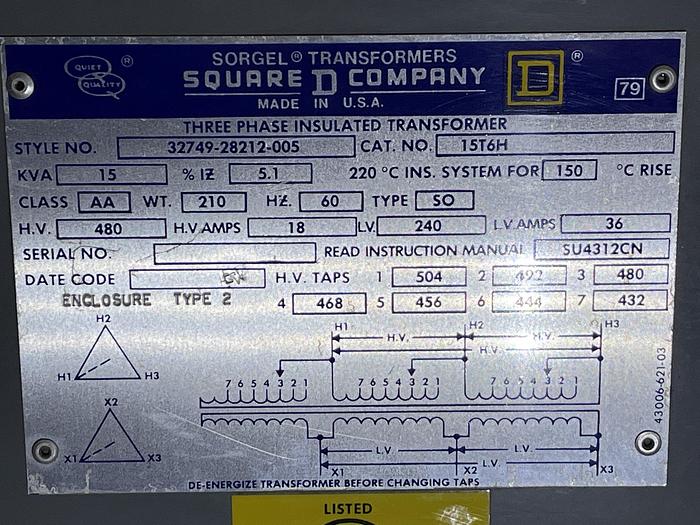 QUIET QUALITY ®
SORGEL® TRANSFORMERS
SQUARE D COMPANY
MADE IN U.S.A.
D ®
79
THREE PHASE INSULATED TRANSFORMER
STYLE NO. 32749-28212-005 CAT. NO. 15T6H
KVA 15 % IZ 5.1 220 °C INS. SYSTEM FOR 150 °C RISE
CLASS AA WT. 210 HZ. 60 TYPE SO
H.V. 480 H.V. AMPS 18 L.V. 240 L.V. AMPS 36
SERIAL NO. READ INSTRUCTION MANUAL SU4312CN
DATE CODE H.V. TAPS 1 504 2 492 3 480
ENCLOSURE TYPE 2 4 468 5 456 6 444 7 432
H2
H1 H3
X2
X1 X3
H1 H2 H3
H.V. H.V.
H.V.
7 6 5 4 3 2 1 7 6 5 4 3 2 1 7 6 5 4 3 2 1
L.V. L.V.
X1 X2 X3
L.V.
DE-ENERGIZE TRANSFORMER BEFORE CHANGING TAPS
43006-621-03
LISTED